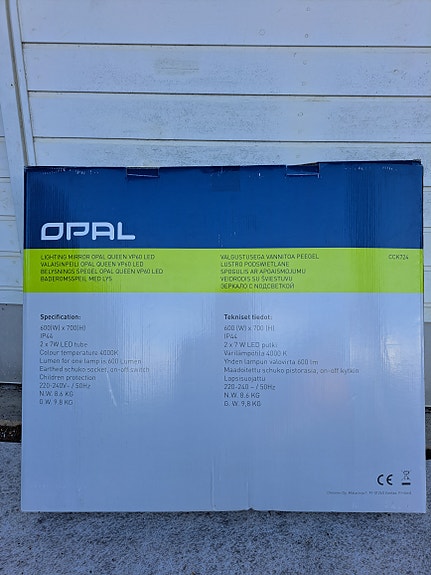 OPAL
LIGHTING MIRROR OPAL QUEEN VP60 LED
VALAISINPEILI OPAL QUEEN VP60 LED
BELYSNINGS SPEGEL OPAL QUEEN VP60 LED
BADEROMSSPEIL MED LYS
VALGUSTUSEGA VANNITOA PEEGEL
LUSTRO PODSWIETLANE
SPOGULIS AR APGAISMOJUMU
VEIDRODIS SU ŠVIESTUVU
ЗЕРКАЛО С ПОДСВЕТКОЙ
CCK724
Specification:
600(W) x 700(H)
IP44
2 x 7W LED tube
Colour temperature 4000K
Lumen for one lamp is 600 Lumen
Earthed schuko socket, on-off switch
Children protection
220-240V~ / 50Hz
N.W. 8,6 KG
G.W. 9,8 KG
Tekniset tiedot:
600 (W) x 700 (H)
IP44
2 x 7 W LED putki
Värilämpötila 4000 K
Yhden lampun valovirta 600 lm
Maadoitettu schuko pistorasia, on-off kytkin
Lapsisuojattu
220-240 ~ / 50Hz
N.W. 8,6 KG
G. W. 9,8 KG
CE